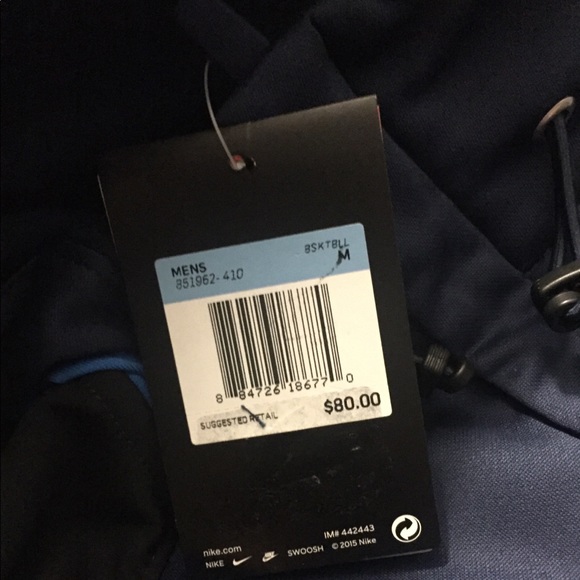 BSKTBLL
MENS M
851962-410
8 84726 18677 0
SUGGESTED RETAIL $80.00
IM# 442443
nike.com
NIKE SWOOSH © 2015 Nike